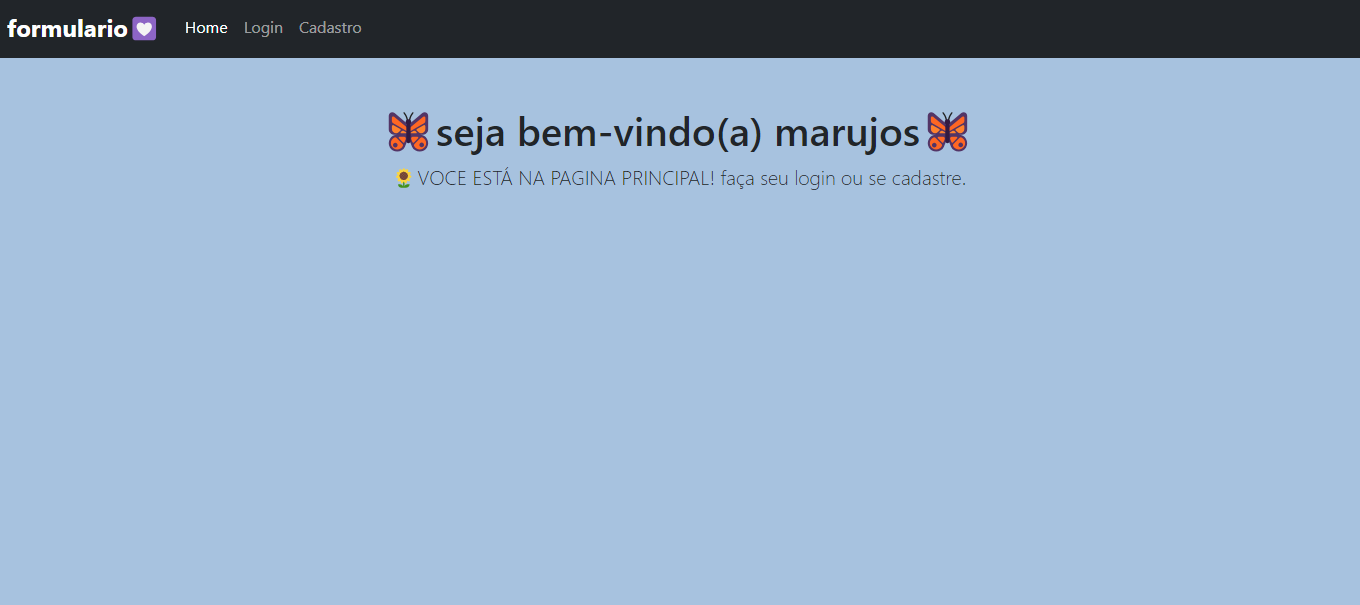 formulario💟 Home Login Cadastro
🦋seja bem-vindo(a) marujos🦋
🌻VOCE ESTÁ NA PAGINA PRINCIPAL! faça seu login ou se cadastre.